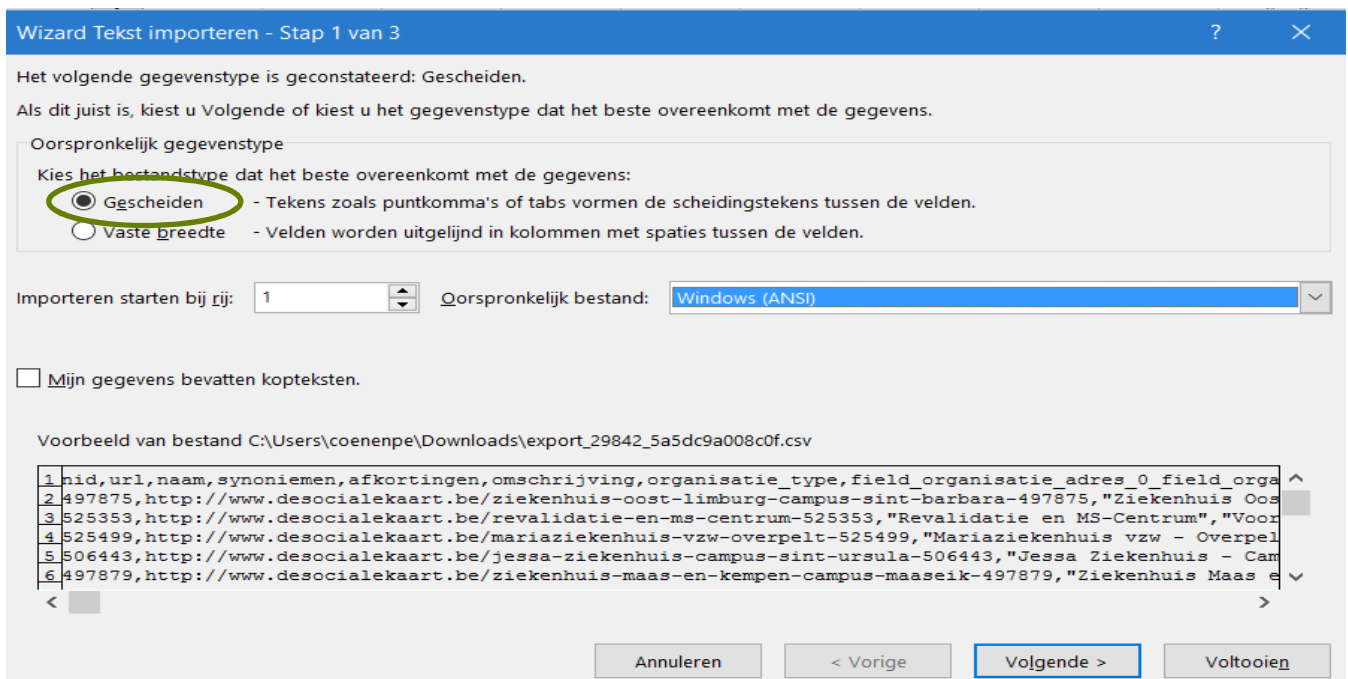 Wizard Tekst importeren - Stap 1 van 3
Het volgende gegevenstype is geconstateerd: Gescheiden.
Als dit juist is, kiest u Volgende of kiest u het gegevenstype dat het beste overeenkomt met de gegevens.
Oorspronkelijk gegevenstype
Kies het bestandstype dat het beste overeenkomt met de gegevens:
Gescheiden - Tekens zoals puntkomma's of tabs vormen de scheidingstekens tussen de velden.
Vaste breedte - Velden worden uitgelijnd in kolommen met spaties tussen de velden.
Importeren starten bij rij: 1 Oorspronkelijk bestand: Windows (ANSI)
Mijn gegevens bevatten kopteksten.
Voorbeeld van bestand C:\Users\coenenpe\Downloads\export_29842_5a5dc9a008c0f.csv
1 nid,url,naam,synoniemen,afkortingen,omschrijving,organisatie_type,field_organisatie_adres_0_field_orga
2 497875,http://www.desocialekaart.be/ziekenhuis-oost-limburg-campus-sint-barbara-497875,"Ziekenhuis Oos
3 525353,http://www.desocialekaart.be/revalidatie-en-ms-centrum-525353,"Revalidatie en MS-Centrum","Voor
4 525499,http://www.desocialekaart.be/mariaziekenhuis-vzw-overpelt-525499,"Mariaziekenhuis vzw - Overpel
5 506443,http://www.desocialekaart.be/jessa-ziekenhuis-campus-sint-ursula-506443,"Jessa Ziekenhuis - Cam
6 497879,http://www.desocialekaart.be/ziekenhuis-maas-en-kempen-campus-maaseik-497879,"Ziekenhuis Maas e
Annuleren < Vorige Volgende > Voltooien